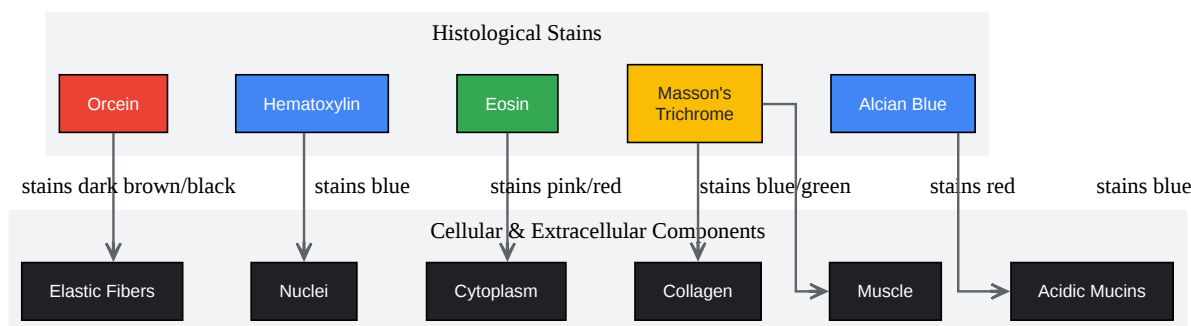 Histological Stains
Orcein
Hematoxylin
Eosin
Masson's
Trichrome
Alcian Blue
stains dark brown/black
stains blue
stains pink/red
stains blue/green
stains red
stains blue
Cellular & Extracellular Components
Elastic Fibers
Nuclei
Cytoplasm
Collagen
Muscle
Acidic Mucins